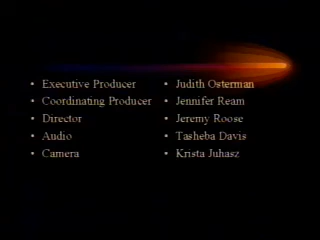 • Executive Producer • Judith Osterman
• Coordinating Producer • Jennifer Ream
• Director • Jeremy Roose
• Audio • Tasheba Davis
• Camera • Krista Juhasz